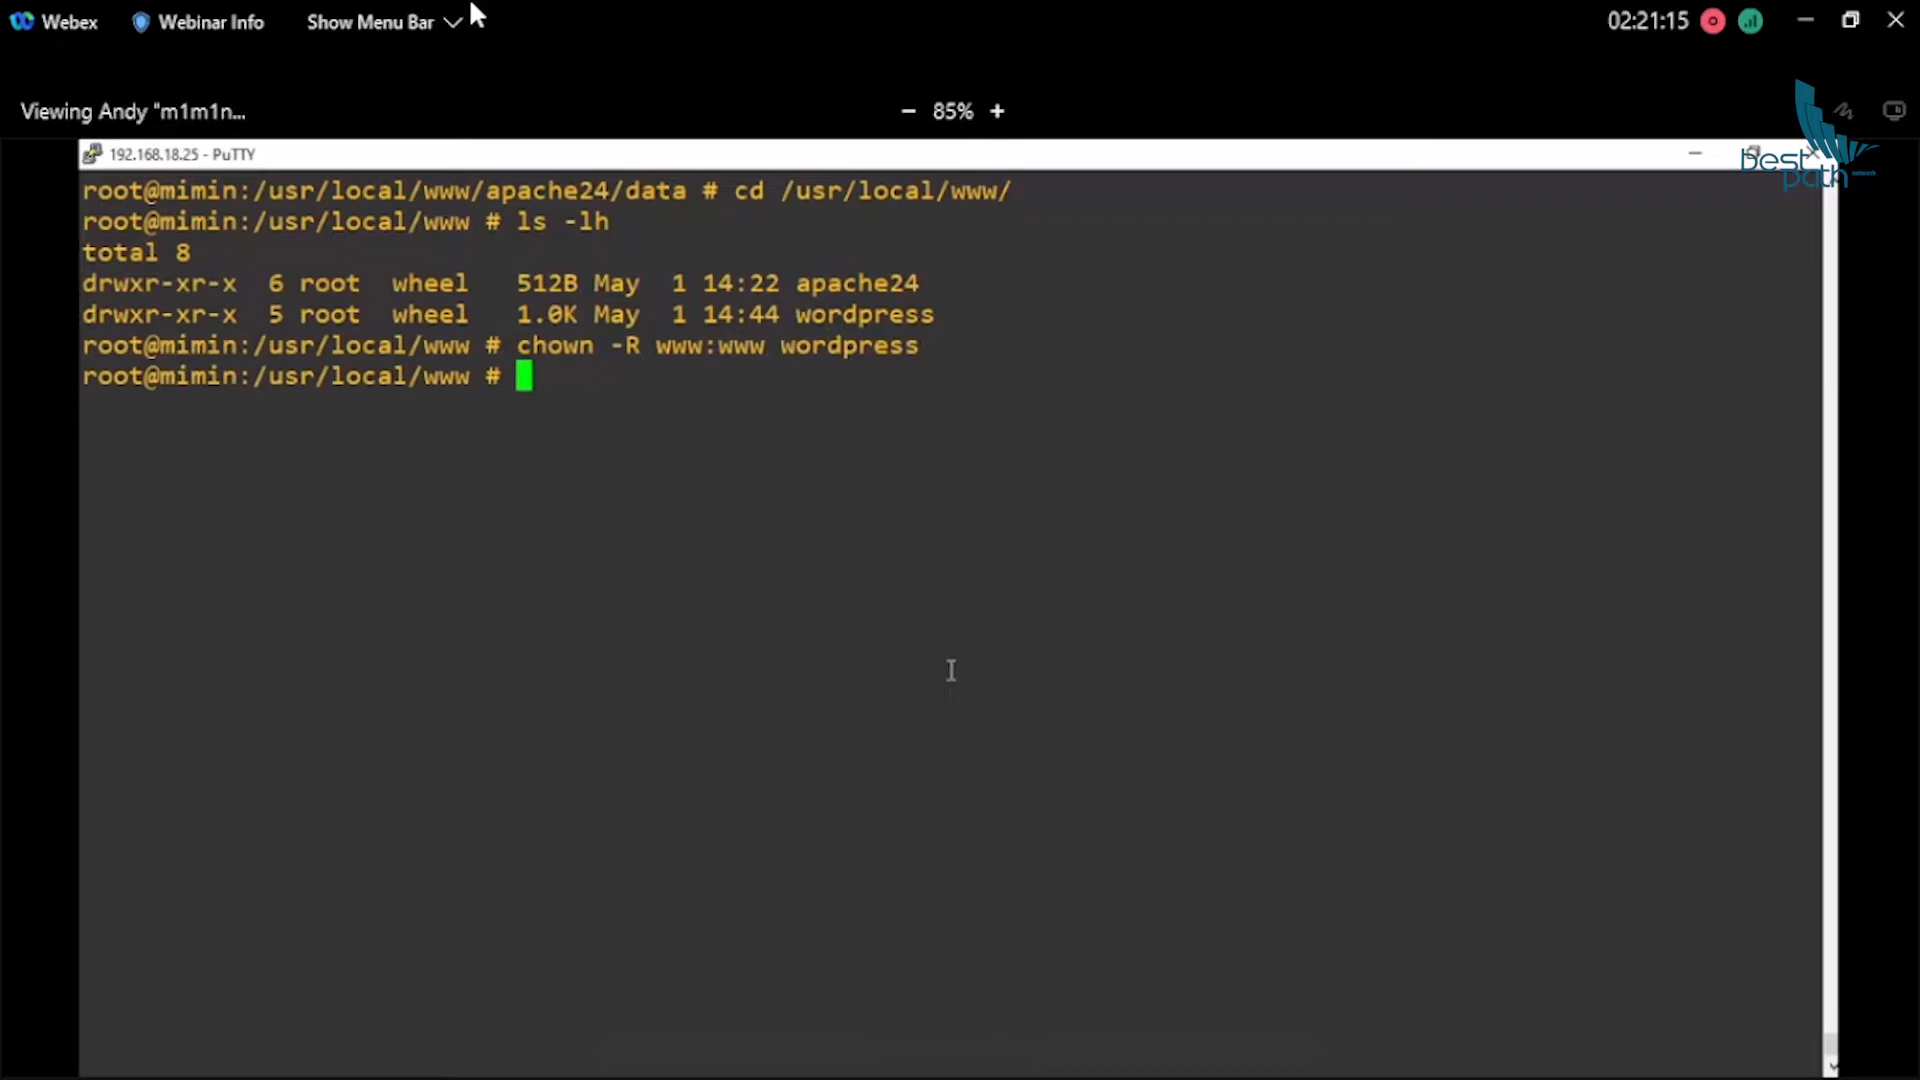 Webex Webinar Info Show Menu Bar 02:21:15
Viewing Andy "m1m1n... − 85% +
best path network
192.168.18.25 - PuTTY
root@mimin:/usr/local/www/apache24/data # cd /usr/local/www/
root@mimin:/usr/local/www # ls -lh
total 8
drwxr-xr-x  6 root  wheel   512B May  1 14:22 apache24
drwxr-xr-x  5 root  wheel   1.0K May  1 14:44 wordpress
root@mimin:/usr/local/www # chown -R www:www wordpress
root@mimin:/usr/local/www #